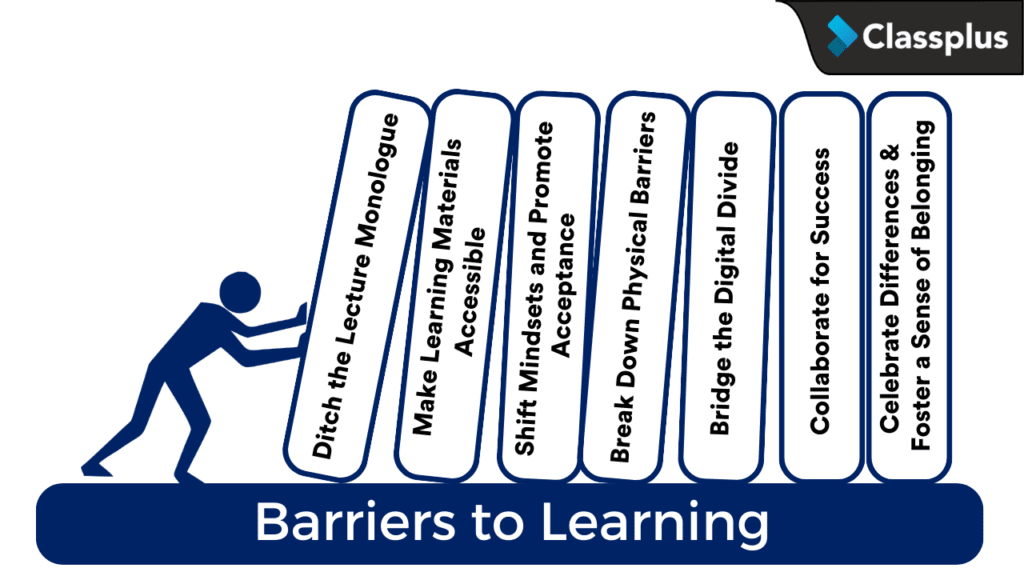 Classplus
Ditch the Lecture Monologue
Make Learning Materials
Accessible
Shift Mindsets and Promote
Acceptance
Break Down Physical Barriers
Bridge the Digital Divide
Collaborate for Success
Celebrate Differences &
Foster a Sense of Belonging
Barriers to Learning